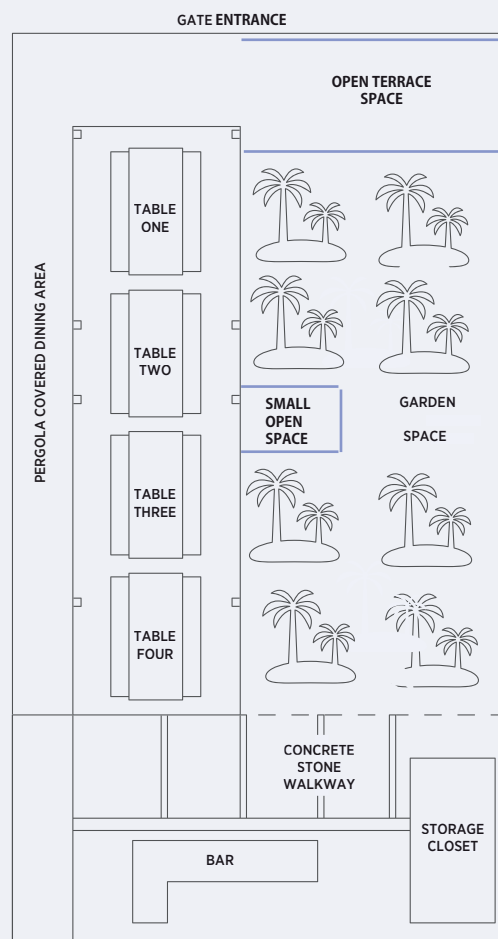 GATE ENTRANCE
OPEN TERRACE
SPACE
PERGOLA COVERED DINING AREA
TABLE
ONE
TABLE
TWO
SMALL
OPEN
SPACE
GARDEN
SPACE
TABLE
THREE
TABLE
FOUR
CONCRETE
STONE
WALKWAY
STORAGE
CLOSET
BAR